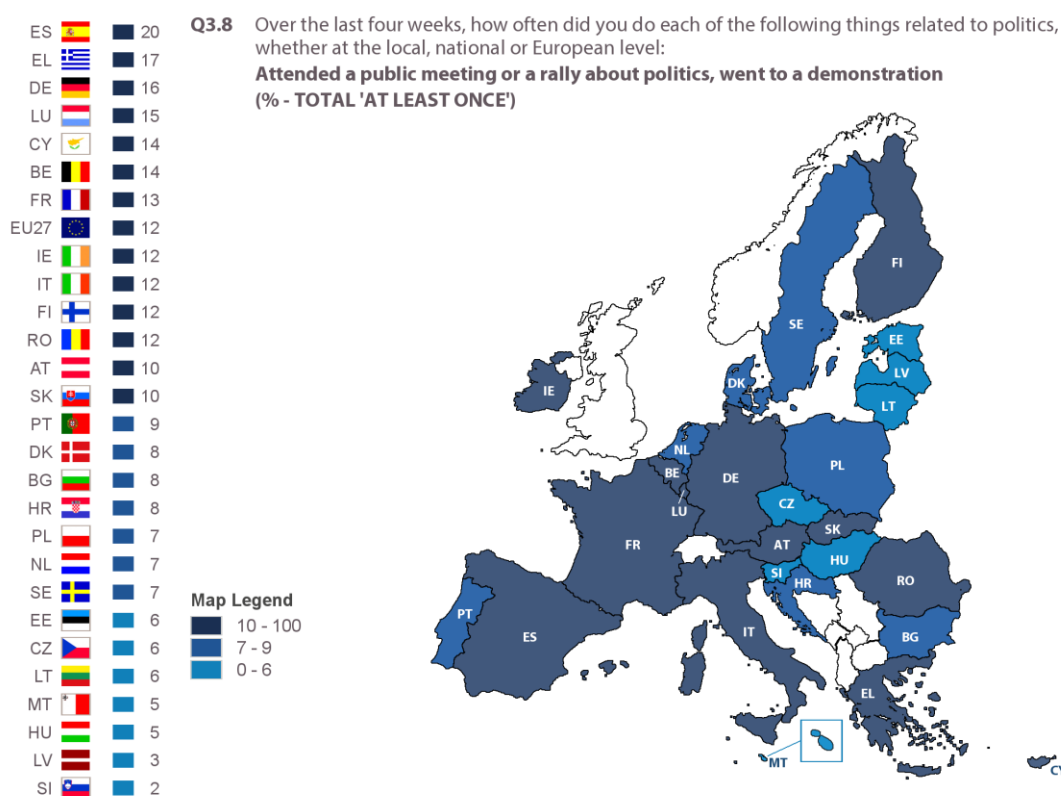 Q3.8 Over the last four weeks, how often did you do each of the following things related to politics,
whether at the local, national or European level:
Attended a public meeting or a rally about politics, went to a demonstration
(% - TOTAL 'AT LEAST ONCE')
ES 20
EL 17
DE 16
LU 15
CY 14
BE 14
FR 13
EU27 12
IE 12
IT 12
FI 12
RO 12
AT 10
SK 10
PT 9
DK 8
BG 8
HR 8
PL 7
NL 7
SE 7
EE 6
CZ 6
LT 6
MT 5
HU 5
LV 3
SI 2
Map Legend
10 - 100
7 - 9
0 - 6
FI
SE
EE
LV
LT
DK
IE
NL
PL
BE
DE
LU
CZ
SK
FR
AT
HU
SI
HR
RO
PT
ES
IT
BG
EL
MT
CY